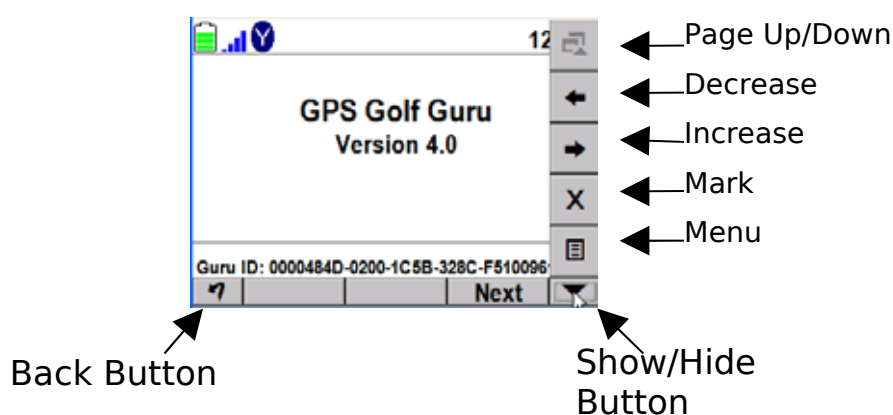 Y
12
GPS Golf Guru
Version 4.0
Guru ID: 0000484D-0200-1C5B-328C-F510096
Next
X
Page Up/Down
Decrease
Increase
Mark
Menu
Back Button
Show/Hide
Button